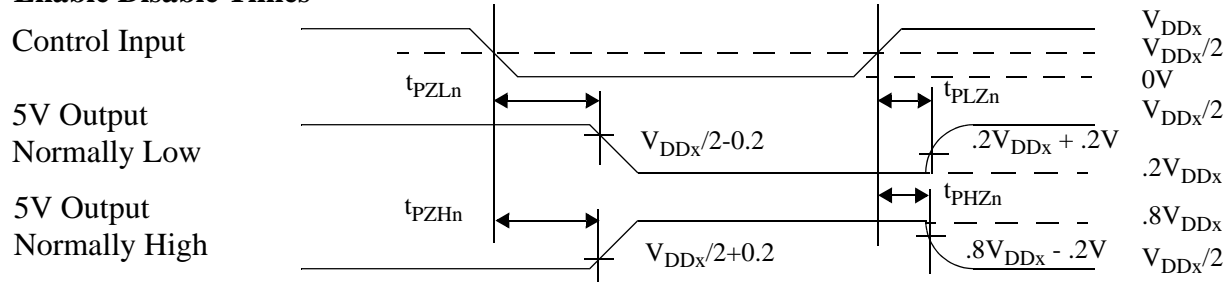 Enable Disable Times
Control Input
V_DDx
V_DDx/2
0V
t_PZLn
t_PLZn
5V Output
Normally Low
V_DDx/2-0.2
.2V_DDx + .2V
V_DDx/2
.2V_DDx
5V Output
Normally High
t_PZHn
t_PHZn
V_DDx/2+0.2
.8V_DDx - .2V
.8V_DDx
V_DDx/2